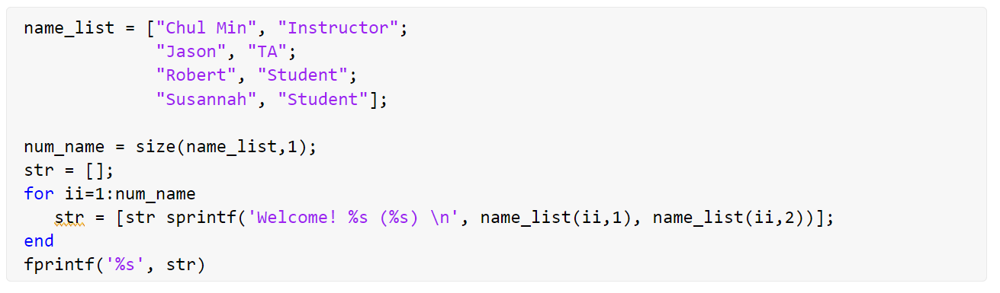 name_list = ["Chul Min", "Instructor";
             "Jason", "TA";
             "Robert", "Student";
             "Susannah", "Student"];

num_name = size(name_list,1);
str = [];
for ii=1:num_name
   str = [str sprintf('Welcome! %s (%s) \n', name_list(ii,1), name_list(ii,2))];
end
fprintf('%s', str)